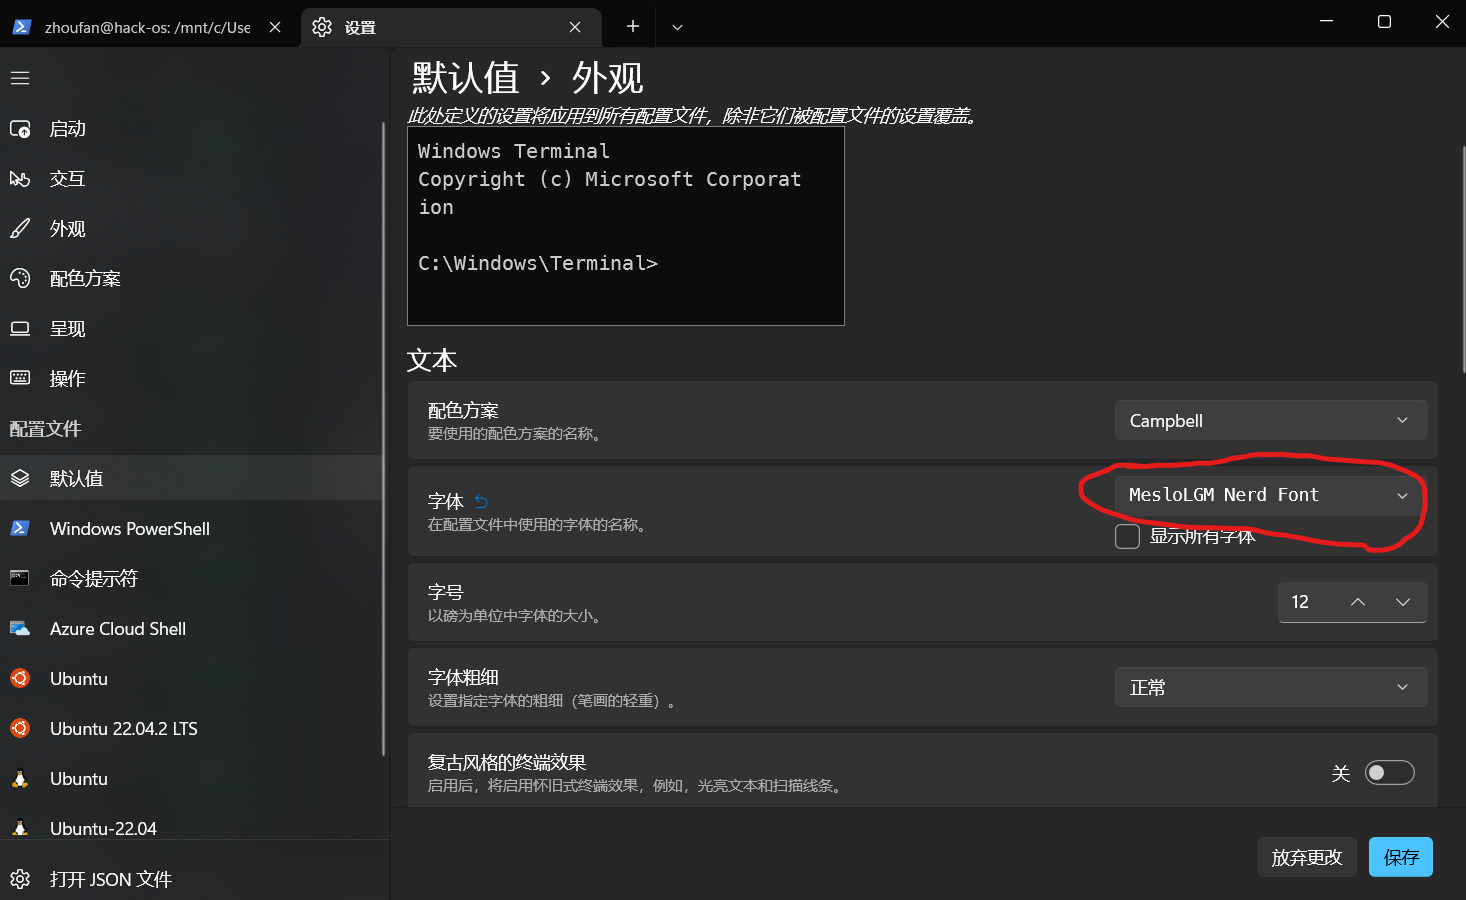 zhoufan@hack-os: /mnt/c/Use
设置
启动
交互
外观
配色方案
呈现
操作
配置文件
默认值
Windows PowerShell
命令提示符
Azure Cloud Shell
Ubuntu
Ubuntu 22.04.2 LTS
Ubuntu
Ubuntu-22.04
打开 JSON 文件
默认值 › 外观
此处定义的设置将应用到所有配置文件，除非它们被配置文件的设置覆盖。
Windows Terminal
Copyright (c) Microsoft Corporat
ion
C:\Windows\Terminal>
文本
配色方案
要使用的配色方案的名称。
Campbell
字体
在配置文件中使用的字体的名称。
MesloLGM Nerd Font
显示所有字体
字号
以磅为单位中字体的大小。
12
字体粗细
设置指定字体的粗细（笔画的轻重）。
正常
复古风格的终端效果
启用后，将启用怀旧式终端效果，例如，光亮文本和扫描线条。
关
放弃更改
保存